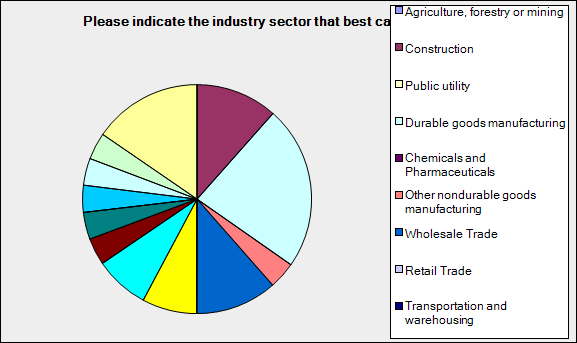 Please indicate the industry sector that best ca
Agriculture, forestry or mining
Construction
Public utility
Durable goods manufacturing
Chemicals and
Pharmaceuticals
Other nondurable goods
manufacturing
Wholesale Trade
Retail Trade
Transportation and
warehousing